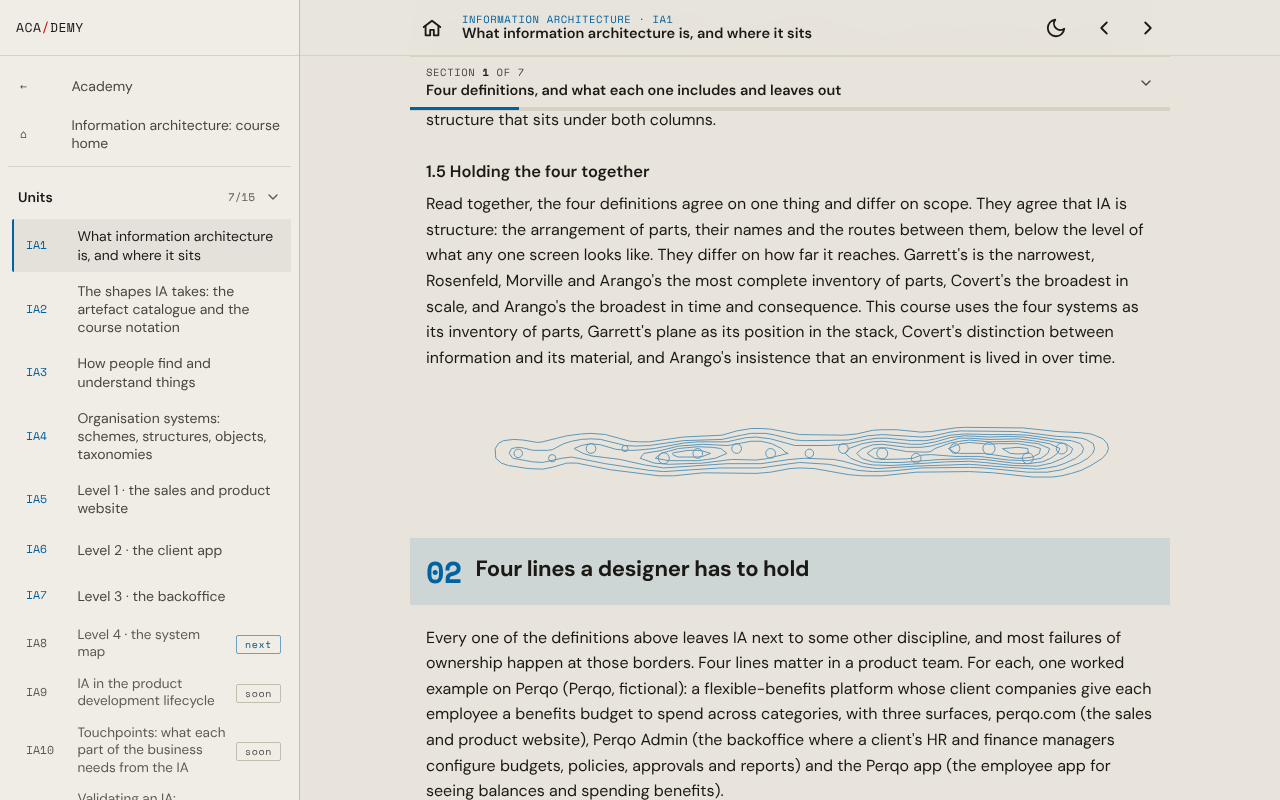 ACA/DEMY
← Academy
⌂ Information architecture: course
home
Units 7/15
IA1 What information architecture
is, and where it sits
IA2 The shapes IA takes: the
artefact catalogue and the
course notation
IA3 How people find and
understand things
IA4 Organisation systems:
schemes, structures, objects,
taxonomies
IA5 Level 1 · the sales and product
website
IA6 Level 2 · the client app
IA7 Level 3 · the backoffice
IA8 Level 4 · the system
map next
IA9 IA in the product
development lifecycle soon
IA10 Touchpoints: what each
part of the business
needs from the IA soon
Validating an IA:
INFORMATION ARCHITECTURE · IA1
What information architecture is, and where it sits
SECTION 1 OF 7
Four definitions, and what each one includes and leaves out
structure that sits under both columns.
1.5 Holding the four together
Read together, the four definitions agree on one thing and differ on scope. They agree that IA is
structure: the arrangement of parts, their names and the routes between them, below the level of
what any one screen looks like. They differ on how far it reaches. Garrett's is the narrowest,
Rosenfeld, Morville and Arango's the most complete inventory of parts, Covert's the broadest in
scale, and Arango's the broadest in time and consequence. This course uses the four systems as
its inventory of parts, Garrett's plane as its position in the stack, Covert's distinction between
information and its material, and Arango's insistence that an environment is lived in over time.
02 Four lines a designer has to hold
Every one of the definitions above leaves IA next to some other discipline, and most failures of
ownership happen at those borders. Four lines matter in a product team. For each, one worked
example on Perqo (Perqo, fictional): a flexible-benefits platform whose client companies give each
employee a benefits budget to spend across categories, with three surfaces, perqo.com (the sales
and product website), Perqo Admin (the backoffice where a client's HR and finance managers
configure budgets, policies, approvals and reports) and the Perqo app (the employee app for
seeing balances and spending benefits).